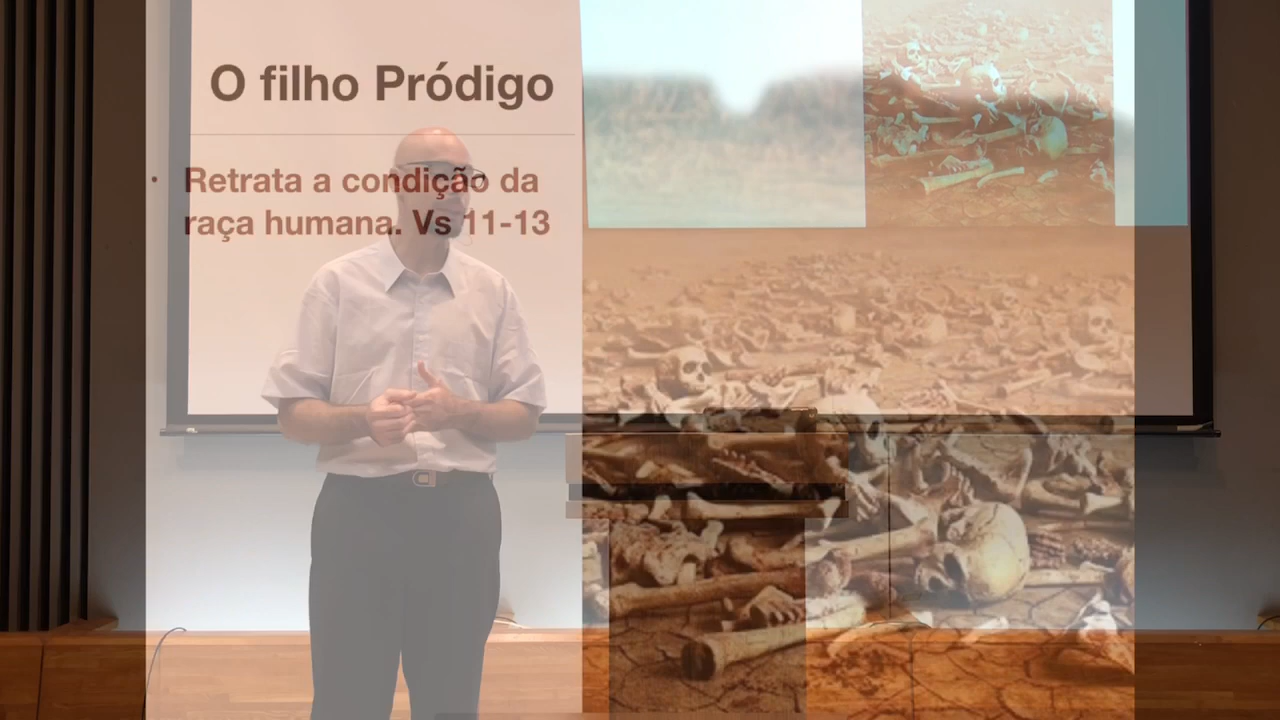 O filho Pródigo
• Retrata a condição da
raça humana. Vs 11-13